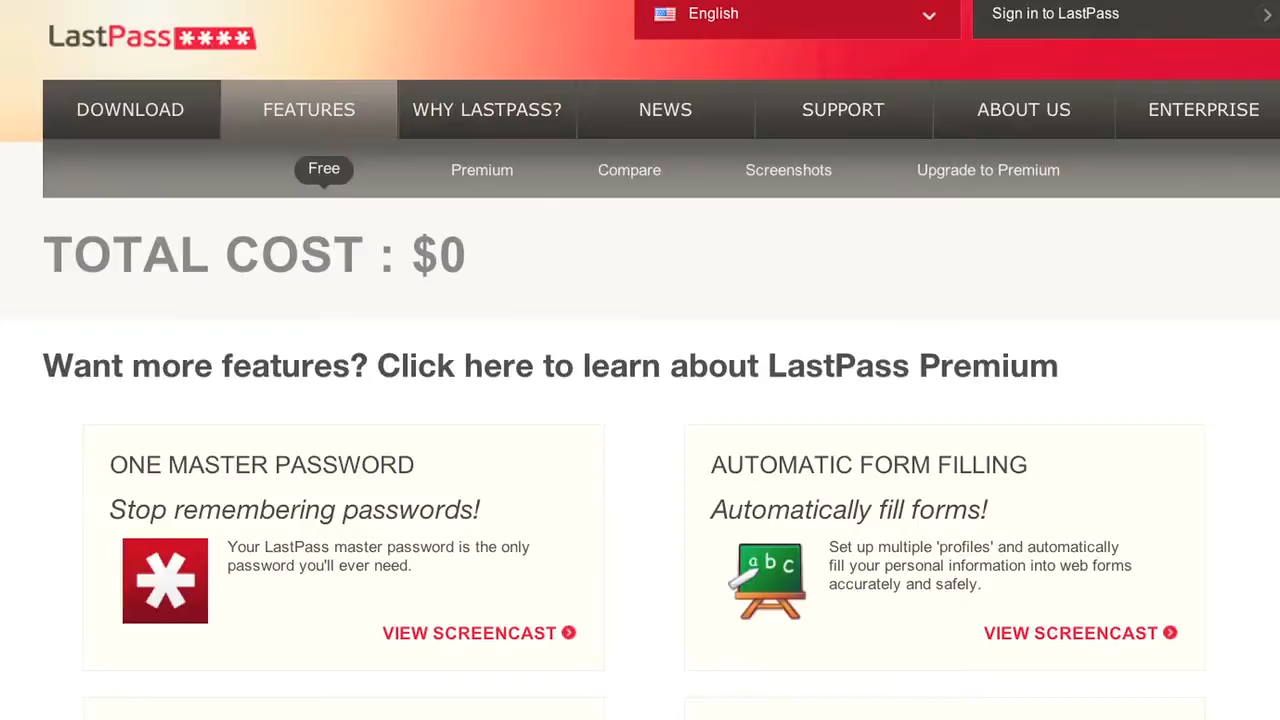 LastPass ****
English
Sign in to LastPass
DOWNLOAD
FEATURES
WHY LASTPASS?
NEWS
SUPPORT
ABOUT US
ENTERPRISE
Free
Premium
Compare
Screenshots
Upgrade to Premium
TOTAL COST : $0
Want more features? Click here to learn about LastPass Premium
ONE MASTER PASSWORD
Stop remembering passwords!
Your LastPass master password is the only
password you'll ever need.
VIEW SCREENCAST
AUTOMATIC FORM FILLING
Automatically fill forms!
a b c
Set up multiple 'profiles' and automatically
fill your personal information into web forms
accurately and safely.
VIEW SCREENCAST